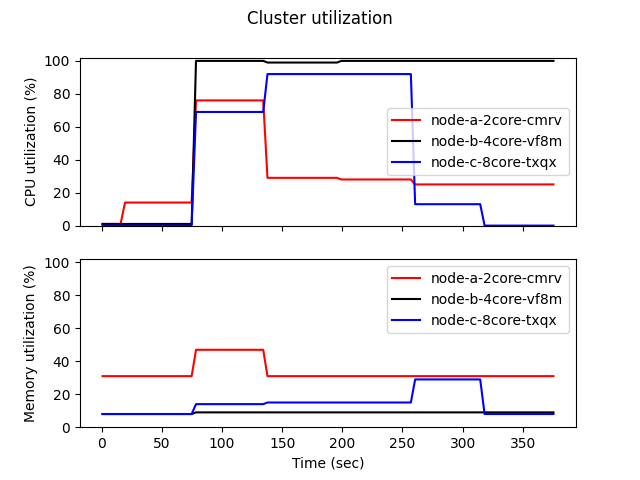 Cluster utilization
CPU utilization (%)
100
80
60
40
20
0
node-a-2core-cmrv
node-b-4core-vf8m
node-c-8core-txqx
Memory utilization (%)
100
80
60
40
20
0
node-a-2core-cmrv
node-b-4core-vf8m
node-c-8core-txqx
0 50 100 150 200 250 300 350
Time (sec)